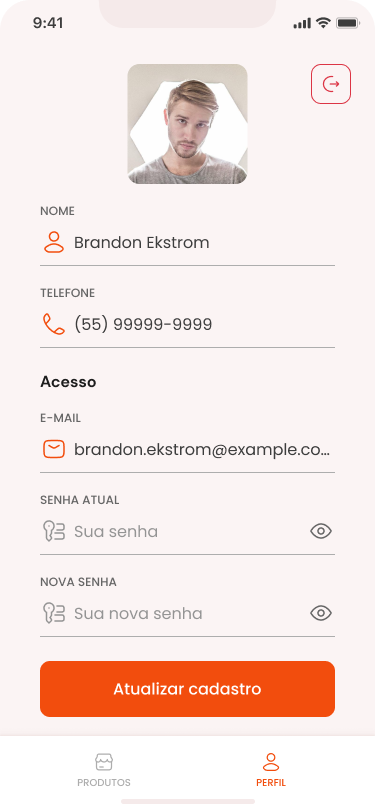 9:41
NOME
Brandon Ekstrom
TELEFONE
(55) 99999-9999
Acesso
E-MAIL
brandon.ekstrom@example.co...
SENHA ATUAL
Sua senha
NOVA SENHA
Sua nova senha
Atualizar cadastro
PRODUTOS
PERFIL